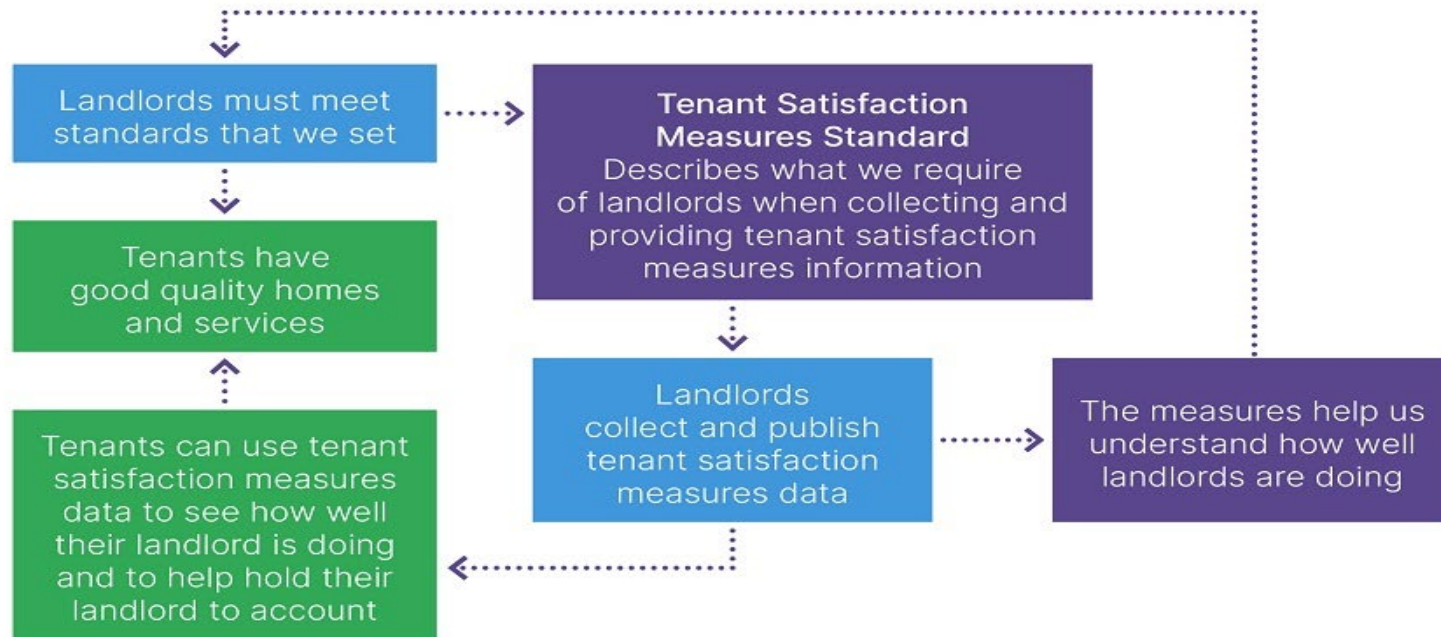 Landlords must meet
standards that we set
Tenant Satisfaction
Measures Standard
Describes what we require
of landlords when collecting and
providing tenant satisfaction
measures information
Tenants have
good quality homes
and services
Landlords
collect and publish
tenant satisfaction
measures data
The measures help us
understand how well
landlords are doing
Tenants can use tenant
satisfaction measures
data to see how well
their landlord is doing
and to help hold their
landlord to account